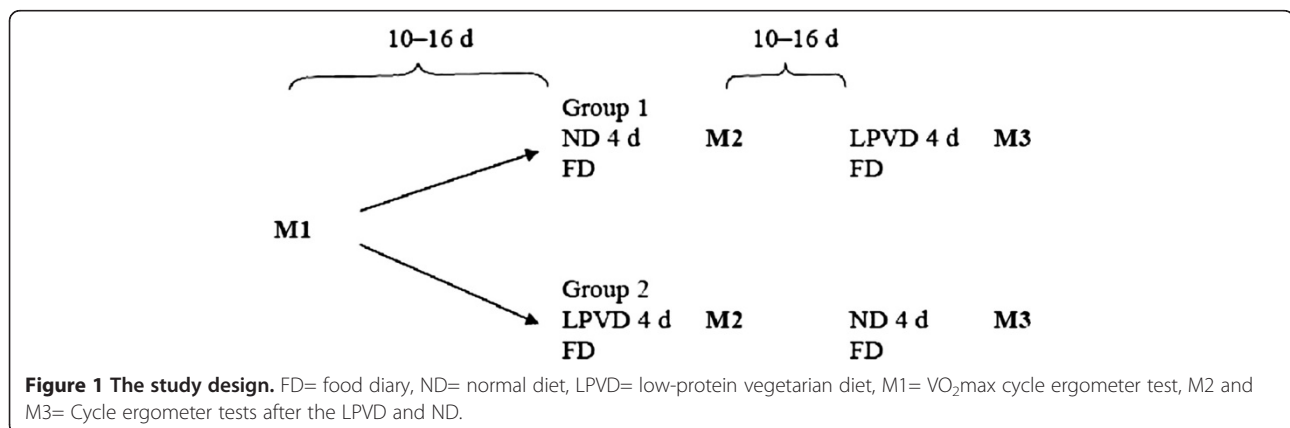 10–16 d 10–16 d
Group 1
ND 4 d M2 LPVD 4 d M3
FD FD
M1
Group 2
LPVD 4 d M2 ND 4 d M3
FD FD
Figure 1 The study design. FD= food diary, ND= normal diet, LPVD= low-protein vegetarian diet, M1= VO₂max cycle ergometer test, M2 and
M3= Cycle ergometer tests after the LPVD and ND.